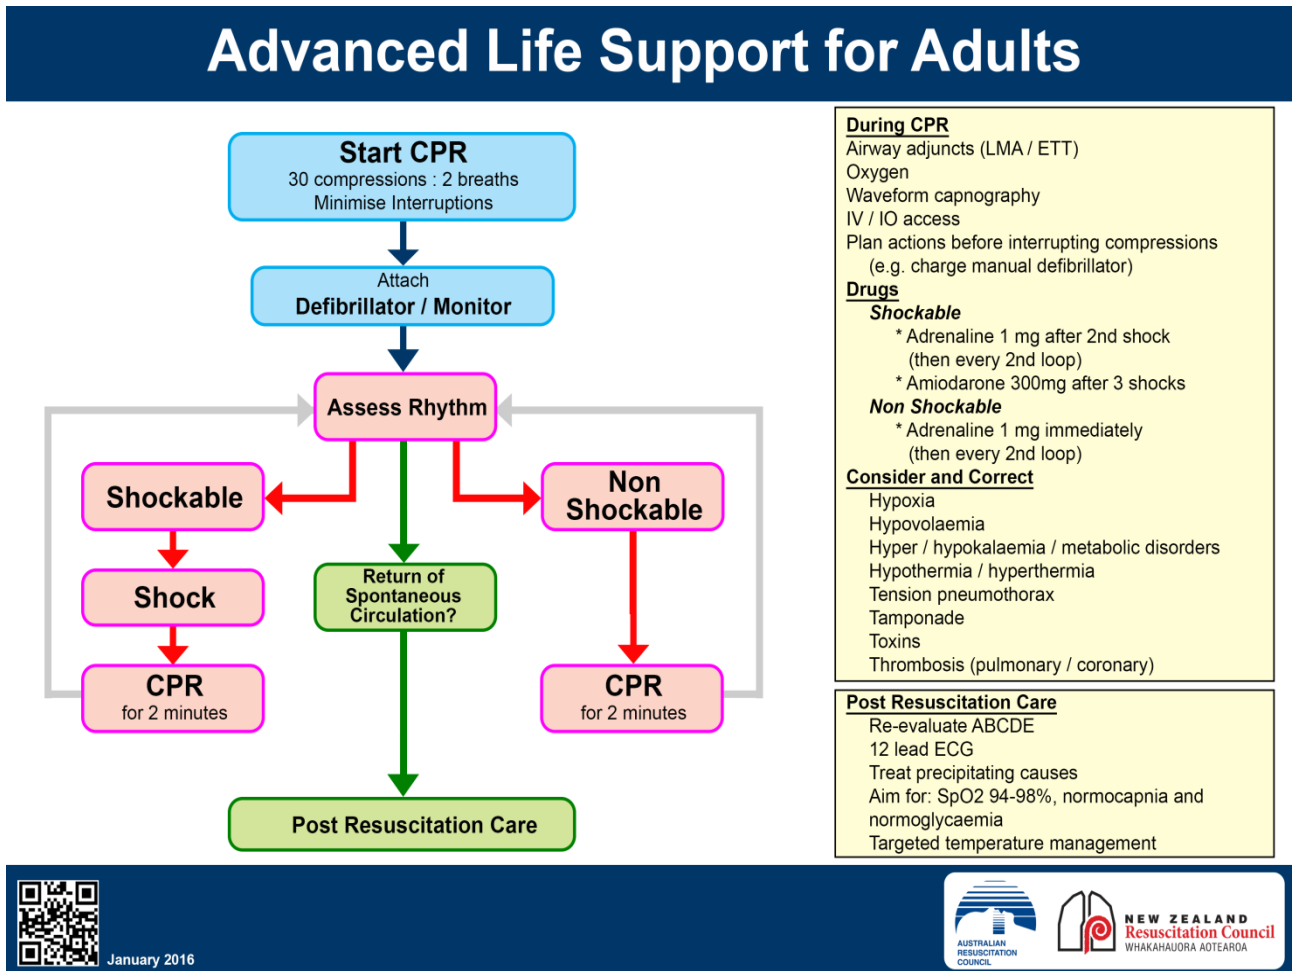 Advanced Life Support for Adults
Start CPR
30 compressions : 2 breaths
Minimise Interruptions
Attach
Defibrillator / Monitor
Assess Rhythm
Shockable
Non
Shockable
Shock
Return of
Spontaneous
Circulation?
CPR
for 2 minutes
CPR
for 2 minutes
Post Resuscitation Care
During CPR
Airway adjuncts (LMA / ETT)
Oxygen
Waveform capnography
IV / IO access
Plan actions before interrupting compressions
(e.g. charge manual defibrillator)
Drugs
Shockable
* Adrenaline 1 mg after 2nd shock
(then every 2nd loop)
* Amiodarone 300mg after 3 shocks
Non Shockable
* Adrenaline 1 mg immediately
(then every 2nd loop)
Consider and Correct
Hypoxia
Hypovolaemia
Hyper / hypokalaemia / metabolic disorders
Hypothermia / hyperthermia
Tension pneumothorax
Tamponade
Toxins
Thrombosis (pulmonary / coronary)
Post Resuscitation Care
Re-evaluate ABCDE
12 lead ECG
Treat precipitating causes
Aim for: SpO2 94-98%, normocapnia and
normoglycaemia
Targeted temperature management
January 2016
AUSTRALIAN
RESUSCITATION
COUNCIL
NEW ZEALAND
Resuscitation Council
WHAKAHAUORA AOTEAROA